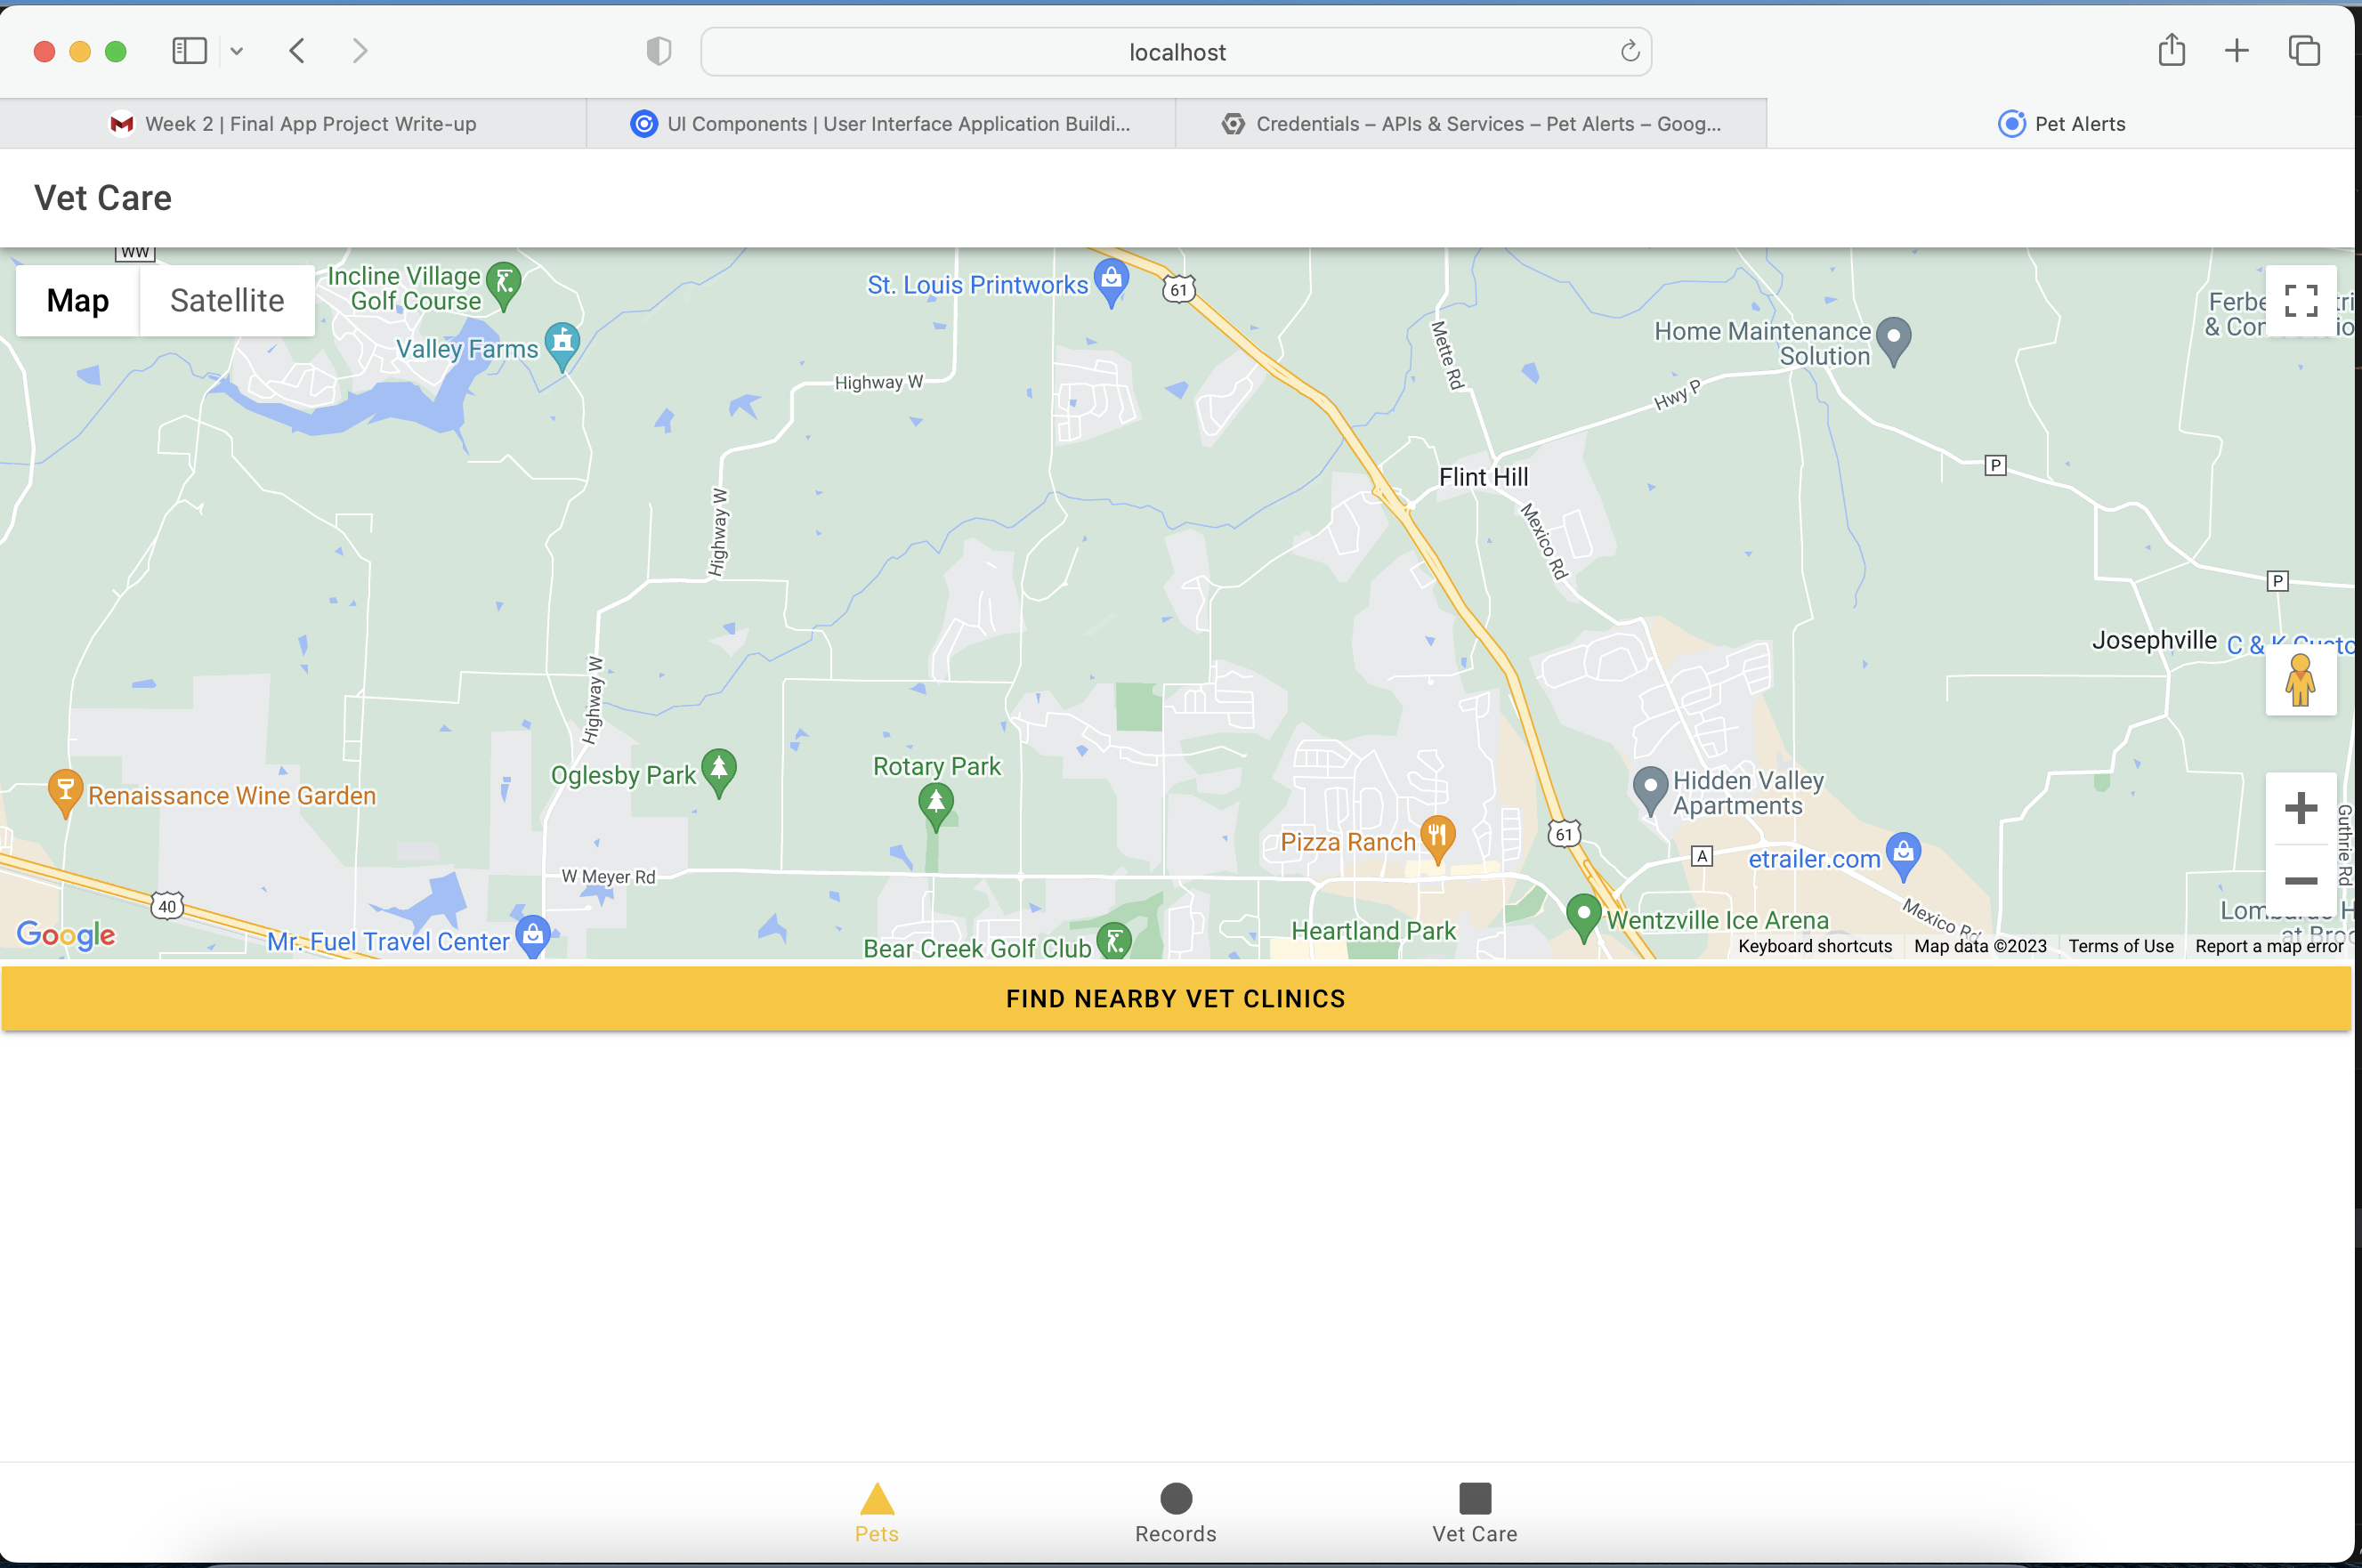 localhost
Week 2 | Final App Project Write-up
UI Components | User Interface Application Buildi...
Credentials – APIs & Services – Pet Alerts – Goog...
Pet Alerts
Vet Care
WW
Map
Satellite
Incline Village
Golf Course
St. Louis Printworks
61
Valley Farms
Highway W
Mette Rd
Home Maintenance
Solution
Hwy P
P
Flint Hill
Highway W
Mexico Rd
P
Josephville
C & K Custo
Highway W
Oglesby Park
Rotary Park
Renaissance Wine Garden
Hidden Valley
Apartments
Pizza Ranch
61
A
etrailer.com
Guthrie Rd
W Meyer Rd
40
Mexico Rd
Google
Mr. Fuel Travel Center
Bear Creek Golf Club
Heartland Park
Wentzville Ice Arena
Keyboard shortcuts
Map data ©2023
Terms of Use
Report a map error
FIND NEARBY VET CLINICS
Pets
Records
Vet Care